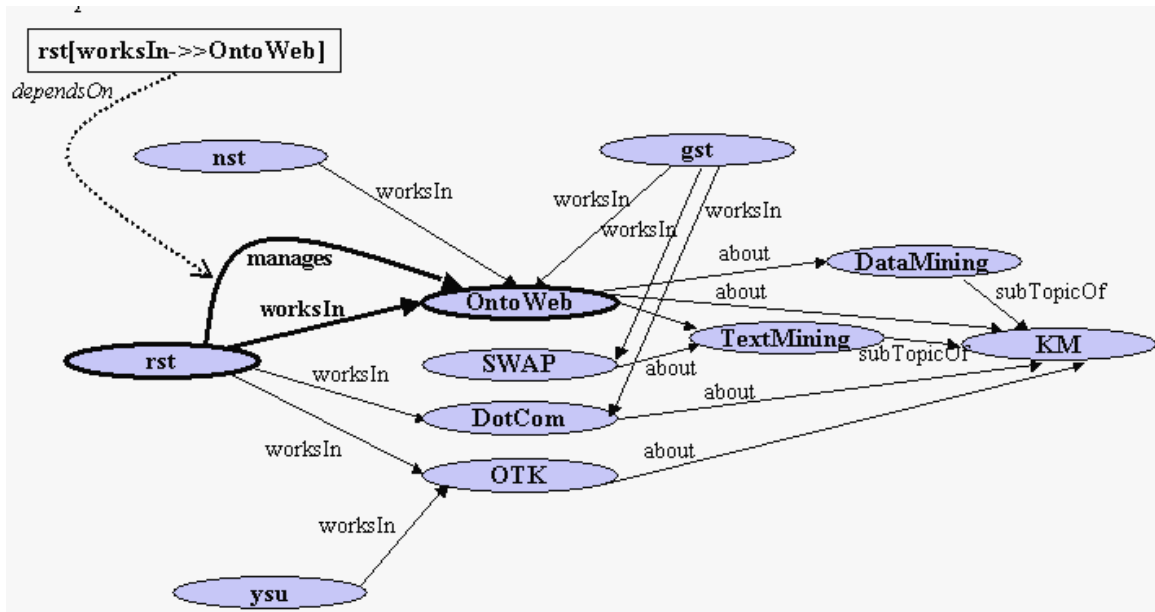 rst[worksIn->>OntoWeb]
dependsOn
nst
gst
worksIn
worksIn
worksIn
worksIn
manages
about
DataMining
OntoWeb
about
subTopicOf
worksIn
TextMining
subTopicOf
KM
rst
SWAP
about
worksIn
DotCom
about
worksIn
OTK
about
worksIn
ysu